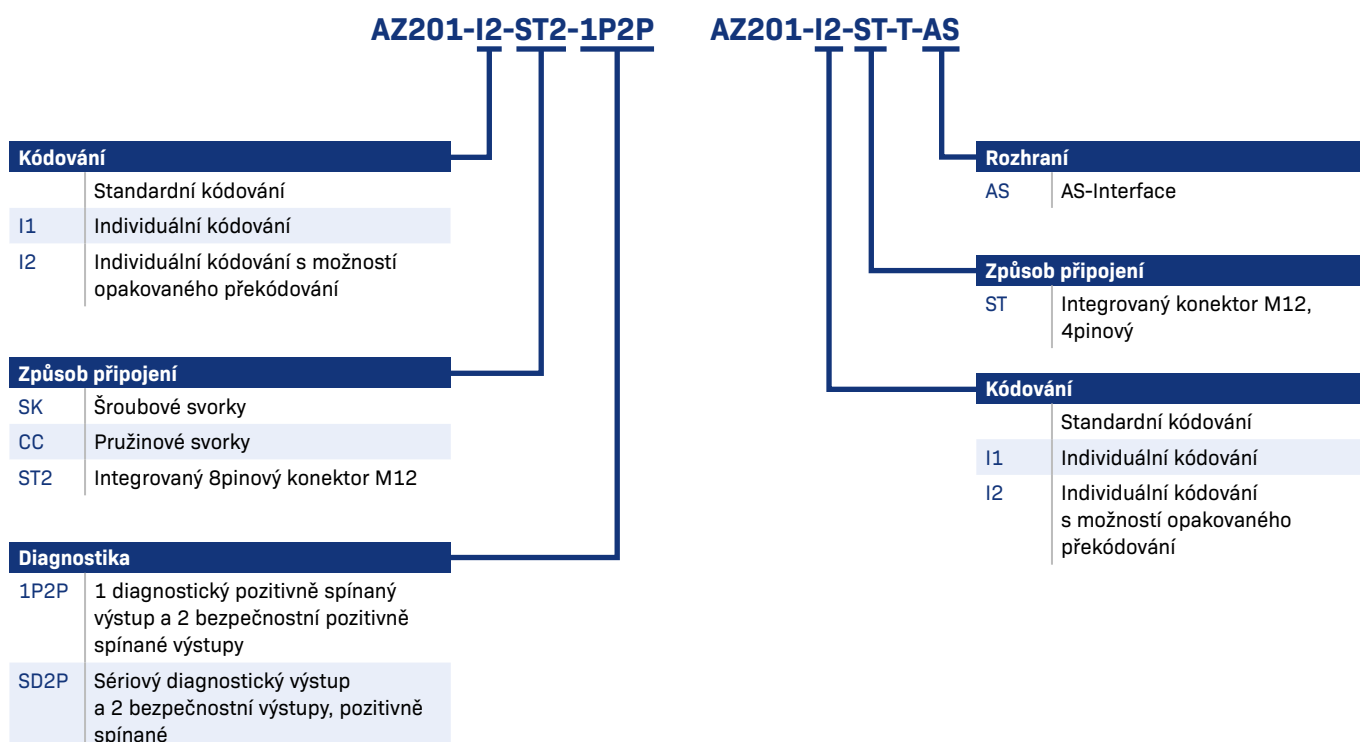 AZ201-I2-ST2-1P2P
Kódování
Standardní kódování
I1 Individuální kódování
I2 Individuální kódování s možností
opakovaného překódování
Způsob připojení
SK Šroubové svorky
CC Pružinové svorky
ST2 Integrovaný 8pinový konektor M12
Diagnostika
1P2P 1 diagnostický pozitivně spínaný
výstup a 2 bezpečnostní pozitivně
spínané výstupy
SD2P Sériový diagnostický výstup
a 2 bezpečnostní výstupy, pozitivně
spínané
AZ201-I2-ST-T-AS
Rozhraní
AS AS-Interface
Způsob připojení
ST Integrovaný konektor M12,
4pinový
Kódování
Standardní kódování
I1 Individuální kódování
I2 Individuální kódování
s možností opakovaného
překódování